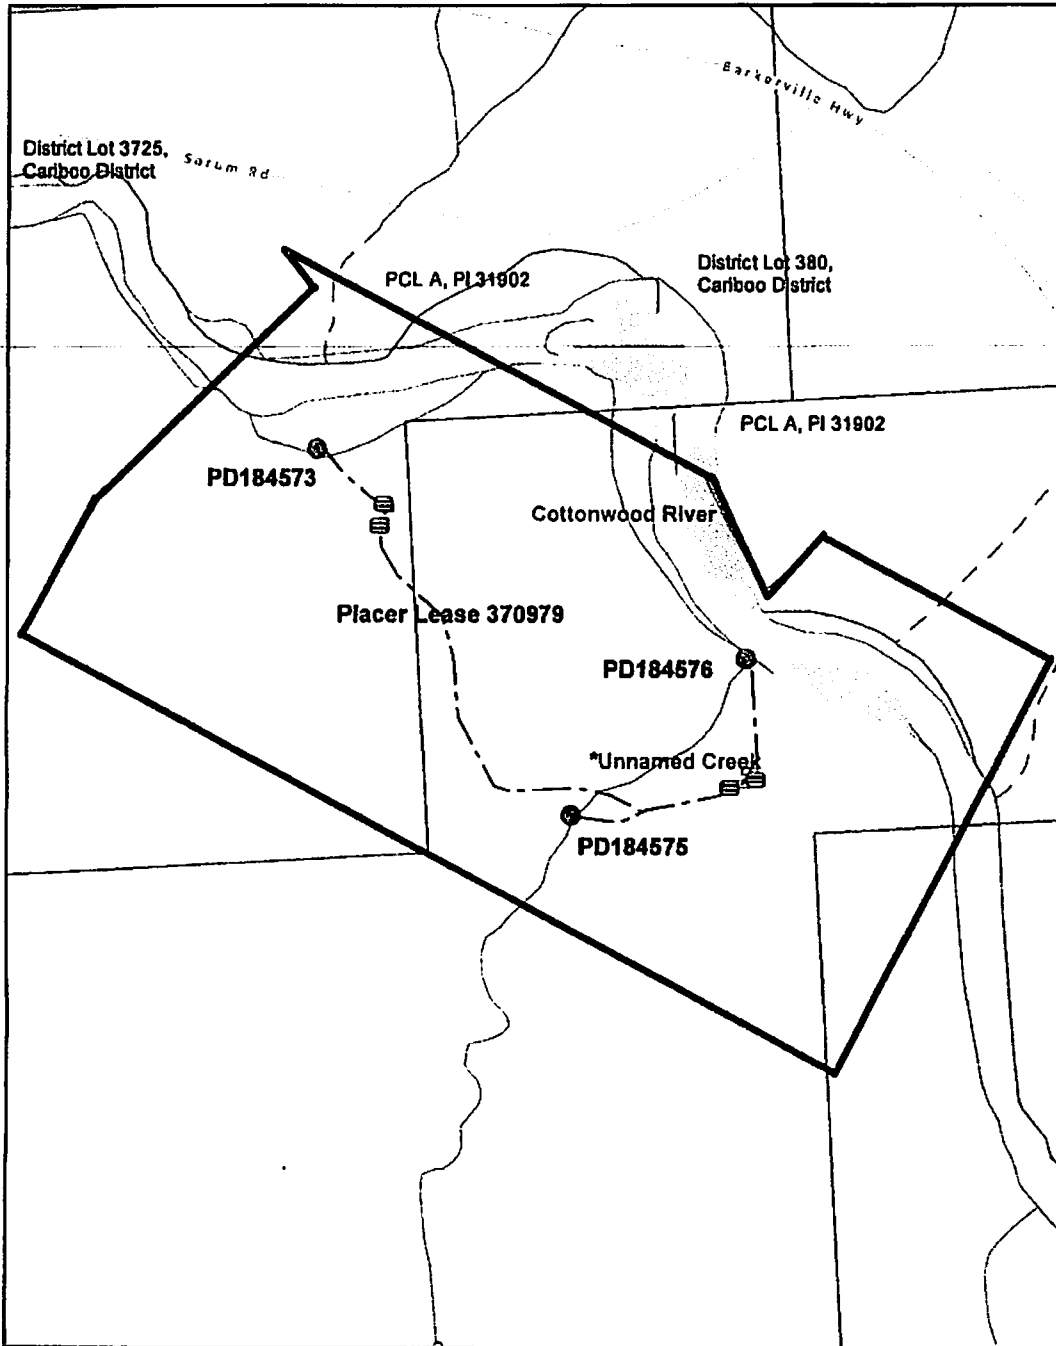 Barkerville Hwy
District Lot 3725,
Cariboo District
Sorum Rd
PCL A, PI 31902
District Lot 380,
Cariboo District
PCL A, PI 31902
PD184573
Cottonwood River
Placer Lease 370979
PD184576
*Unnamed Creek
PD184575